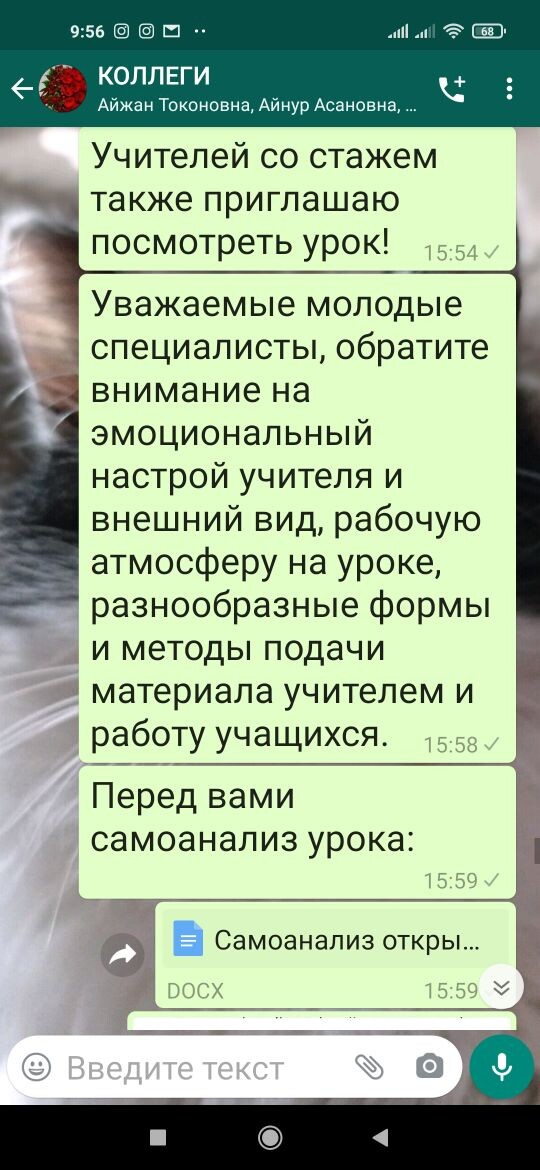 9:56
68
КОЛЛЕГИ
Айжан Токоновна, Айнур Асановна, ...
Учителей со стажем
также приглашаю
посмотреть урок!
15:54
Уважаемые молодые
специалисты, обратите
внимание на
эмоциональный
настрой учителя и
внешний вид, рабочую
атмосферу на уроке,
разнообразные формы
и методы подачи
материала учителем и
работу учащихся.
15:58
Перед вами
самоанализ урока:
15:59
Самоанализ откры...
DOCX
15:59
Введите текст